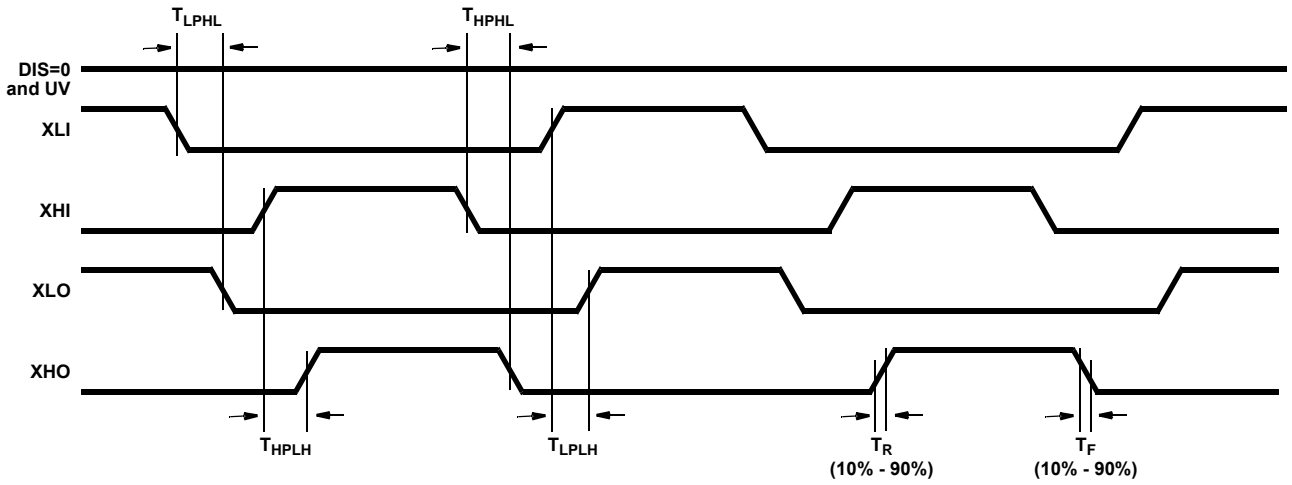 TLPHL
THPHL
DIS=0
and UV
XLI
XHI
XLO
XHO
THPLH
TLPLH
TR
(10% - 90%)
TF
(10% - 90%)